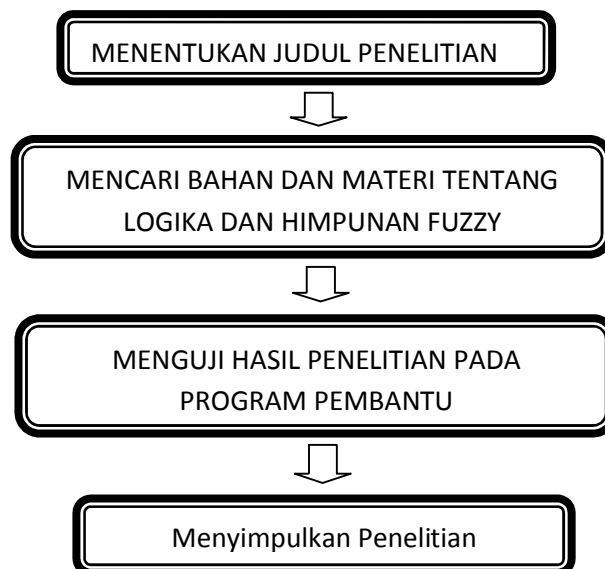 MENENTUKAN JUDUL PENELITIAN
MENCARI BAHAN DAN MATERI TENTANG
LOGIKA DAN HIMPUNAN FUZZY
MENGUJI HASIL PENELITIAN PADA
PROGRAM PEMBANTU
Menyimpulkan Penelitian